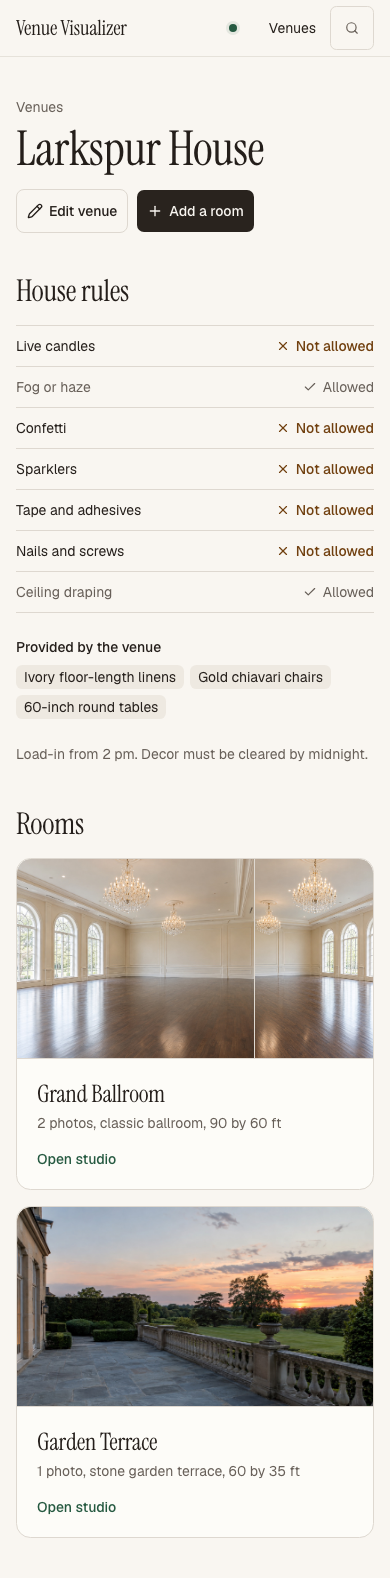 Venue Visualizer
Venues
Venues
Larkspur House
Edit venue
Add a room
House rules
Live candles Not allowed
Fog or haze Allowed
Confetti Not allowed
Sparklers Not allowed
Tape and adhesives Not allowed
Nails and screws Not allowed
Ceiling draping Allowed
Provided by the venue
Ivory floor-length linens
Gold chiavari chairs
60-inch round tables
Load-in from 2 pm. Decor must be cleared by midnight.
Rooms
Grand Ballroom
2 photos, classic ballroom, 90 by 60 ft
Open studio
Garden Terrace
1 photo, stone garden terrace, 60 by 35 ft
Open studio